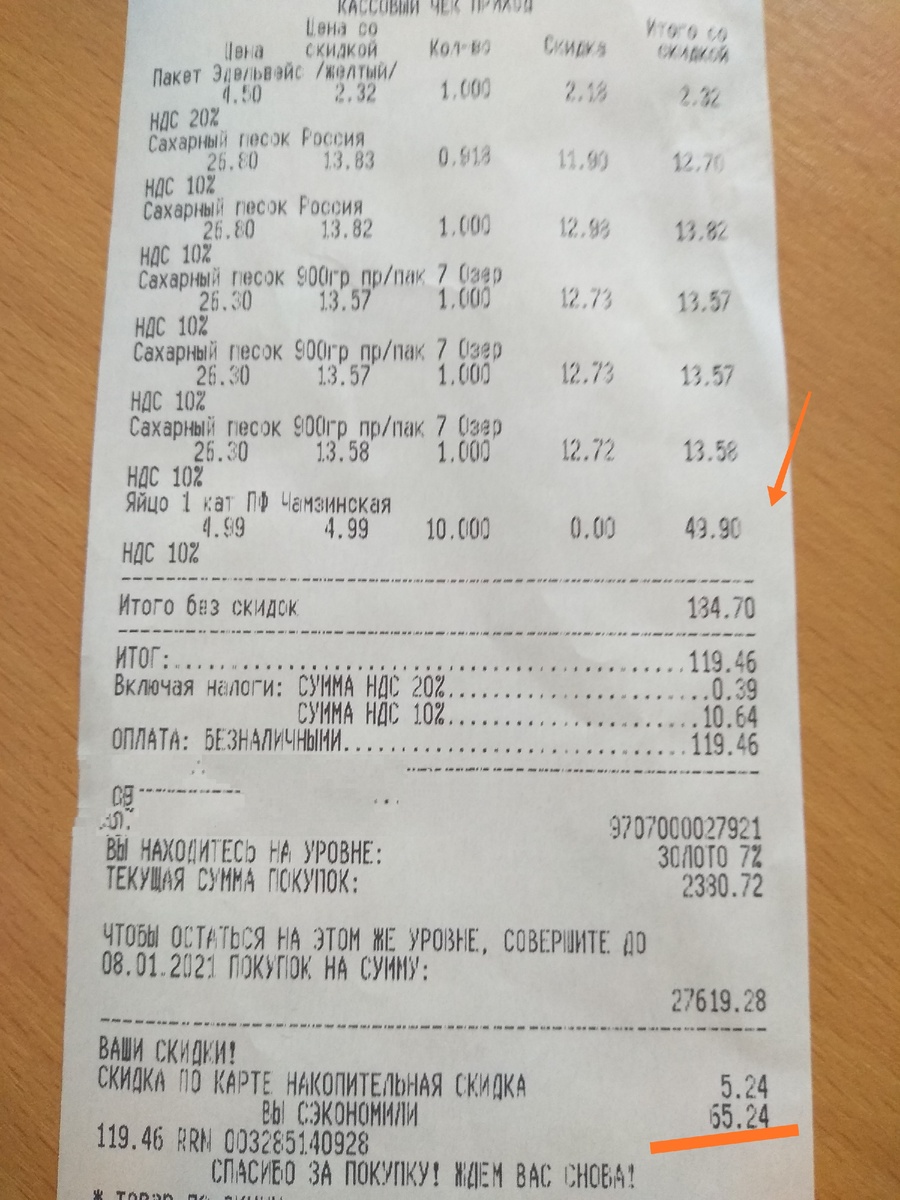 КАССОВЫЙ ЧЕК ПРИХОД
Цена Цена со скидкой Кол-во Скидка Итого со скидкой
Пакет Эдельвейс /желтый/
4.50 2.32 1.000 2.18 2.32
НДС 20%
Сахарный песок Россия
26.80 13.83 0.918 11.90 12.70
НДС 10%
Сахарный песок Россия
26.80 13.82 1.000 12.98 13.82
НДС 10%
Сахарный песок 900гр пр/пак 7 Озер
26.30 13.57 1.000 12.73 13.57
НДС 10%
Сахарный песок 900гр пр/пак 7 Озер
26.30 13.57 1.000 12.73 13.57
НДС 10%
Сахарный песок 900гр пр/пак 7 Озер
26.30 13.58 1.000 12.72 13.58
НДС 10%
Яйцо 1 кат ПФ Чамзинская
4.99 4.99 10.000 0.00 49.90
НДС 10%
Итого без скидок 184.70
ИТОГ:.......................................119.46
Включая налоги: СУММА НДС 20%....................0.39
СУММА НДС 10%...................10.64
ОПЛАТА: БЕЗНАЛИЧНЫМИ.........................119.46
9707000027921
ВЫ НАХОДИТЕСЬ НА УРОВНЕ: ЗОЛОТО 7%
ТЕКУЩАЯ СУММА ПОКУПОК: 2380.72
ЧТОБЫ ОСТАТЬСЯ НА ЭТОМ ЖЕ УРОВНЕ, СОВЕРШИТЕ ДО
08.01.2021 ПОКУПОК НА СУММУ:
27619.28
ВАШИ СКИДКИ!
СКИДКА ПО КАРТЕ НАКОПИТЕЛЬНАЯ СКИДКА 5.24
ВЫ СЭКОНОМИЛИ 65.24
119.46 RRN 003285140928
СПАСИБО ЗА ПОКУПКУ! ЖДЕМ ВАС СНОВА!
* товар по акции